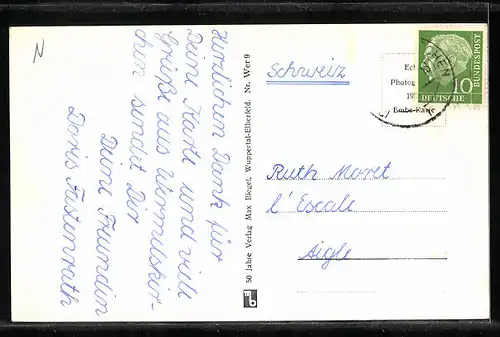 Herzlichen Dank für
Deine Karte und viele
Grüße aus Wermelskir-
chen sendet Dir
Deine Freundin
Doris Fastenrath
50 Jahre Verlag Max Biegel, Wuppertal-Elberfeld. Nr. Wer 9
Schweiz
Ruth Moret
l'Escale
Aigle
Photog
DEUTSCHE
BUNDESPOST
10